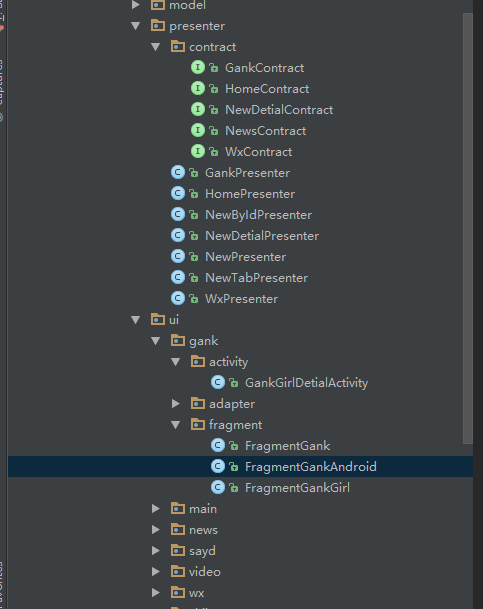 model
presenter
contract
GankContract
HomeContract
NewDetialContract
NewsContract
WxContract
GankPresenter
HomePresenter
NewByIdPresenter
NewDetialPresenter
NewPresenter
NewTabPresenter
WxPresenter
ui
gank
activity
GankGirlDetialActivity
adapter
fragment
FragmentGank
FragmentGankAndroid
FragmentGankGirl
main
news
sayd
video
wx